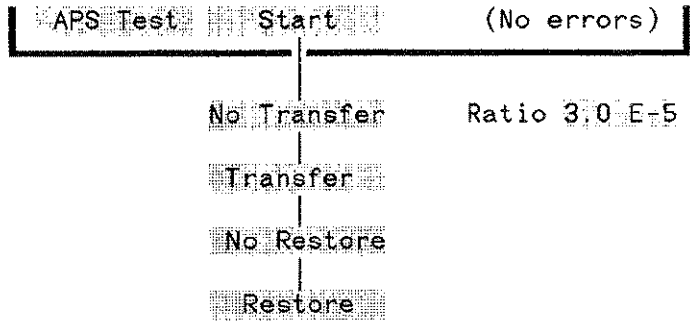 APS Test Start (No errors)
No Transfer Ratio 3.0 E-5
Transfer
No Restore
Restore